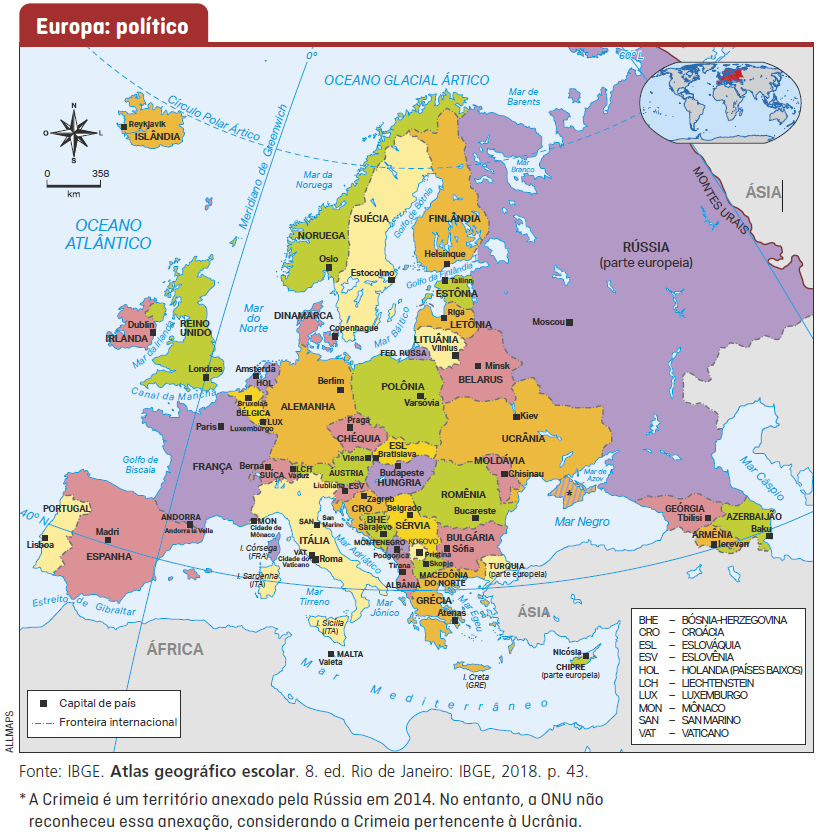 Europa: político
0°
60° L
OCEANO GLACIAL ÁRTICO
Mar de
Barents
Círculo Polar Ártico
Reykjavik
ISLÂNDIA
N
O
L
S
0 358
km
Meridiano de Greenwich
Mar
Branco
MONTES URAIS
ÁSIA
Mar da
Noruega
OCEANO
ATLÂNTICO
SUÉCIA
Golfo de Bótnia
FINLÂNDIA
NORUEGA
Oslo
Helsinque
RÚSSIA
(parte europeia)
Estocolmo
Golfo da Finlândia
Tallinn
ESTÔNIA
Mar
do
Norte
DINAMARCA
Copenhague
Mar Báltico
Riga
LETÔNIA
Moscou
Dublin
IRLANDA
Mar da Irlanda
REINO
UNIDO
LITUÂNIA
Vilnius
FED. RUSSA
Minsk
BELARUS
Londres
Amsterdã
HOL
Berlim
POLÔNIA
Varsóvia
Canal da Mancha
Bruxelas
BÉLGICA
LUX
Luxemburgo
ALEMANHA
Praga
CHÉQUIA
Kiev
UCRÂNIA
Paris
FRANÇA
Golfo de
Biscaia
Berna
SUÍÇA
LCH
Vaduz
Viena
ÁUSTRIA
ESL
Bratislava
Budapeste
HUNGRIA
MOLDÁVIA
Chisinau
Liubliana
ESV
Zagreb
CRO
ROMÊNIA
Bucareste
Mar de
Azov
*
Mar Cáspio
40° N
PORTUGAL
Lisboa
Madri
ESPANHA
ANDORRA
Andorra la Vella
MON
Cidade de
Mônaco
SAN
San
Marino
ITÁLIA
VAT
Cidade do
Vaticano
Roma
I. Córsega
(FRA)
I. Sardenha
(ITA)
BHE
Sarajevo
Belgrado
SÉRVIA
MONTENEGRO
Podgorica
KOSOVO
Pristina
Skopje
BULGÁRIA
Sófia
Mar Negro
GEÓRGIA
Tbilisi
AZERBAIJÃO
Baku
ARMÊNIA
Ierevan
Mar Adriático
Tirana
ALBÂNIA
MACEDÔNIA
DO NORTE
TURQUIA
(parte europeia)
Estreito de Gibraltar
Mar
Tirreno
Mar
Jônico
GRÉCIA
Atenas
Mar Egeu
ÁSIA
ÁFRICA
I. Sicília
(ITA)
MALTA
Valeta
I. Creta
(GRE)
Nicósia
CHIPRE
(parte europeia)
Mar Mediterrâneo
BHE – BÓSNIA-HERZEGOVINA
CRO – CROÁCIA
ESL – ESLOVÁQUIA
ESV – ESLOVÊNIA
HOL – HOLANDA (PAÍSES BAIXOS)
LCH – LIECHTENSTEIN
LUX – LUXEMBURGO
MON – MÔNACO
SAN – SAN MARINO
VAT – VATICANO
Capital de país
Fronteira internacional
ALLMAPS
Fonte: IBGE. Atlas geográfico escolar. 8. ed. Rio de Janeiro: IBGE, 2018. p. 43.
* A Crimeia é um território anexado pela Rússia em 2014. No entanto, a ONU não
reconheceu essa anexação, considerando a Crimeia pertencente à Ucrânia.